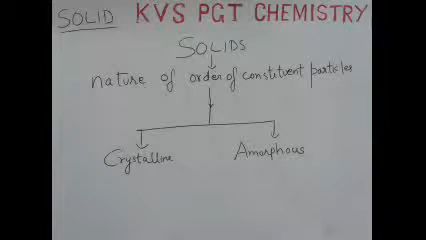 SOLID KVS PGT CHEMISTRY
SOLIDS
nature of order of constituent particles
Crystalline Amorphous